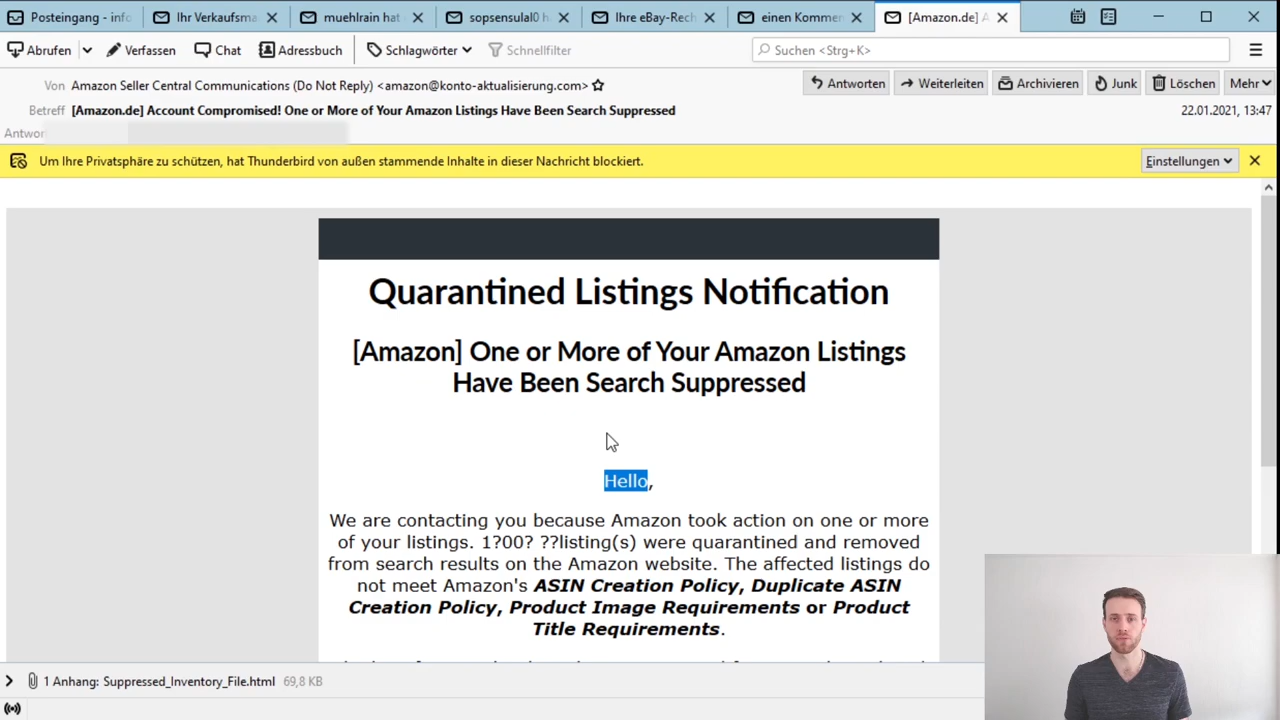 Posteingang - info
Ihr Verkaufsma
muehlrain hat
sopsensulal0 h
Ihre eBay-Rech
einen Kommen
[Amazon.de] A
Abrufen
Verfassen
Chat
Adressbuch
Schlagwörter
Schnellfilter
Suchen <Strg+K>
Von Amazon Seller Central Communications (Do Not Reply) <amazon@konto-aktualisierung.com>
Antworten
Weiterleiten
Archivieren
Junk
Löschen
Mehr
Betreff [Amazon.de] Account Compromised! One or More of Your Amazon Listings Have Been Search Suppressed
22.01.2021, 13:47
Antwor
Um Ihre Privatsphäre zu schützen, hat Thunderbird von außen stammende Inhalte in dieser Nachricht blockiert.
Einstellungen
Quarantined Listings Notification
[Amazon] One or More of Your Amazon Listings
Have Been Search Suppressed
Hello,
We are contacting you because Amazon took action on one or more
of your listings. 1?00? ??listing(s) were quarantined and removed
from search results on the Amazon website. The affected listings do
not meet Amazon's ASIN Creation Policy, Duplicate ASIN
Creation Policy, Product Image Requirements or Product
Title Requirements.
1 Anhang: Suppressed_Inventory_File.html 69,8 KB